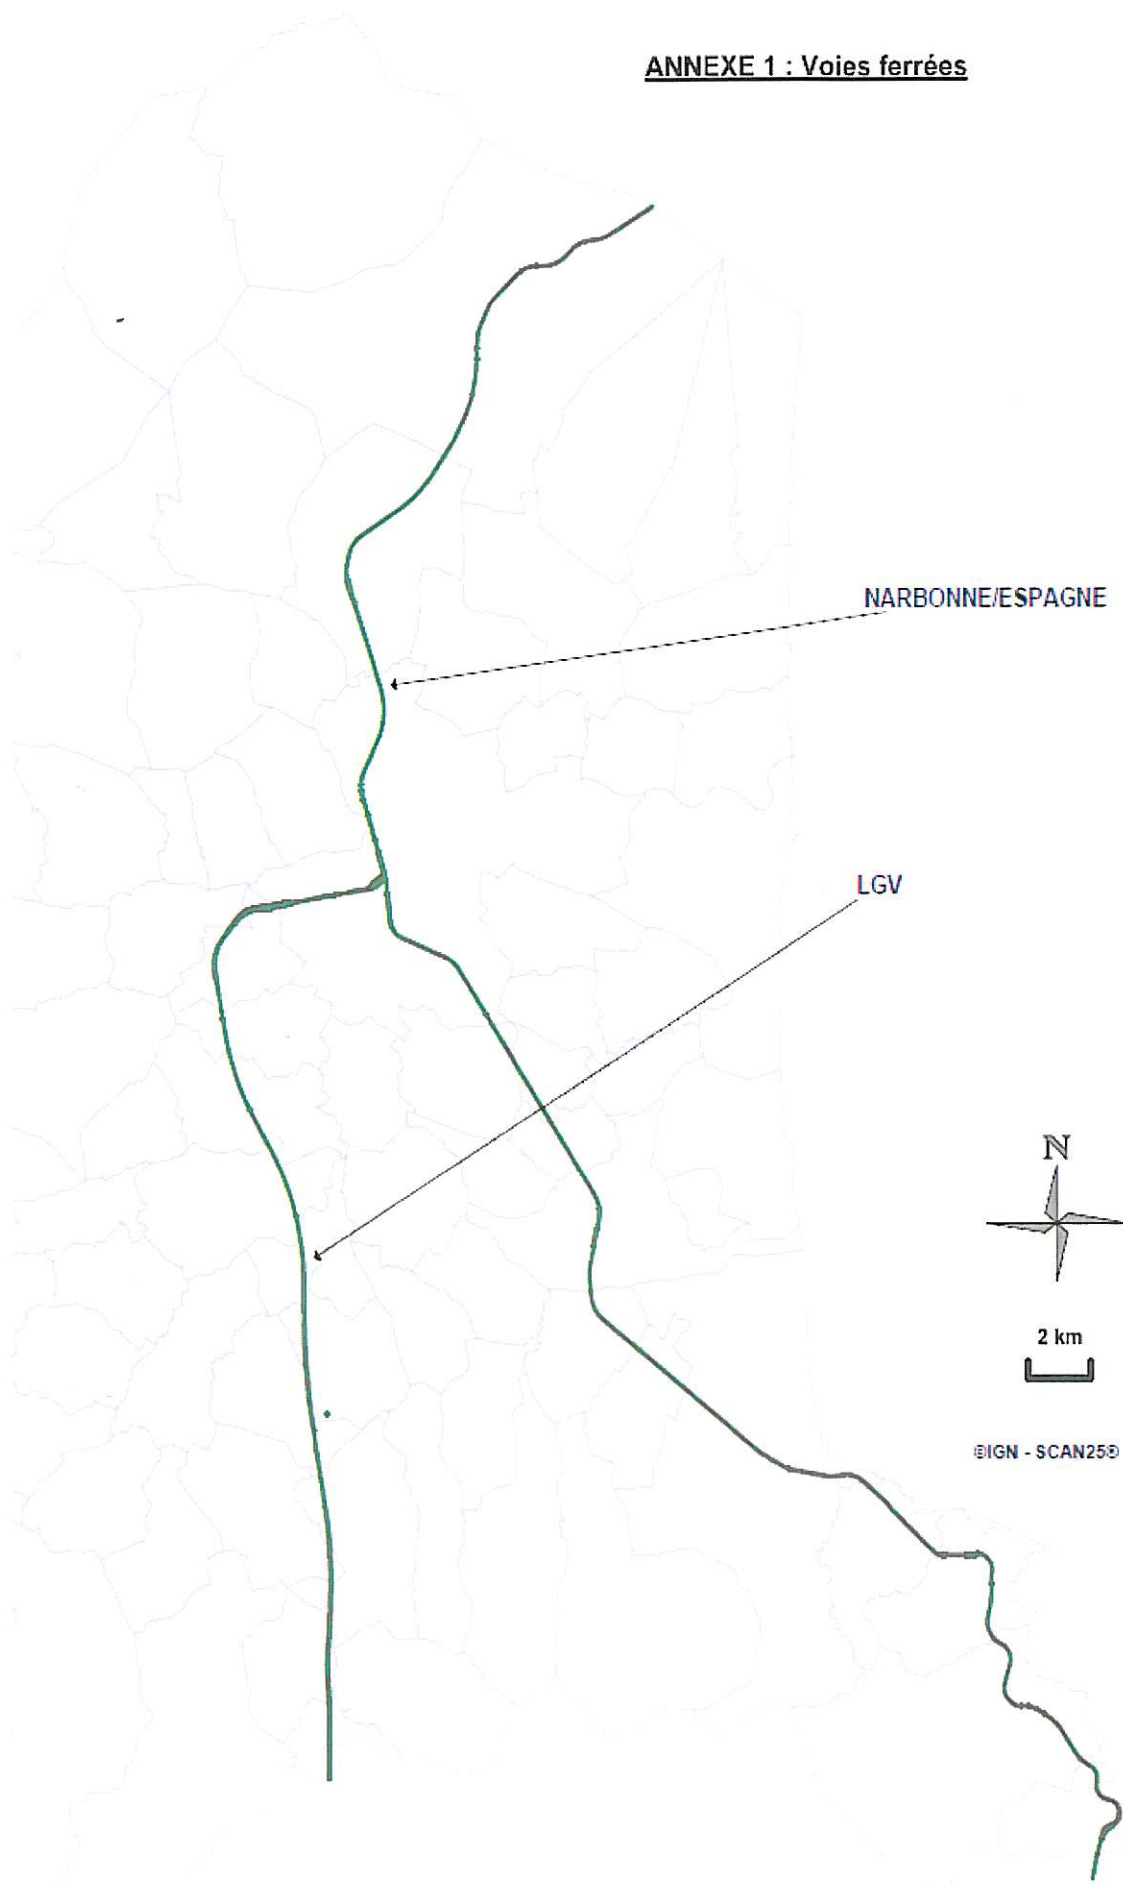 ANNEXE 1 : Voies ferrées
NARBONNE/ESPAGNE
LGV
N
2 km
©IGN - SCAN25®